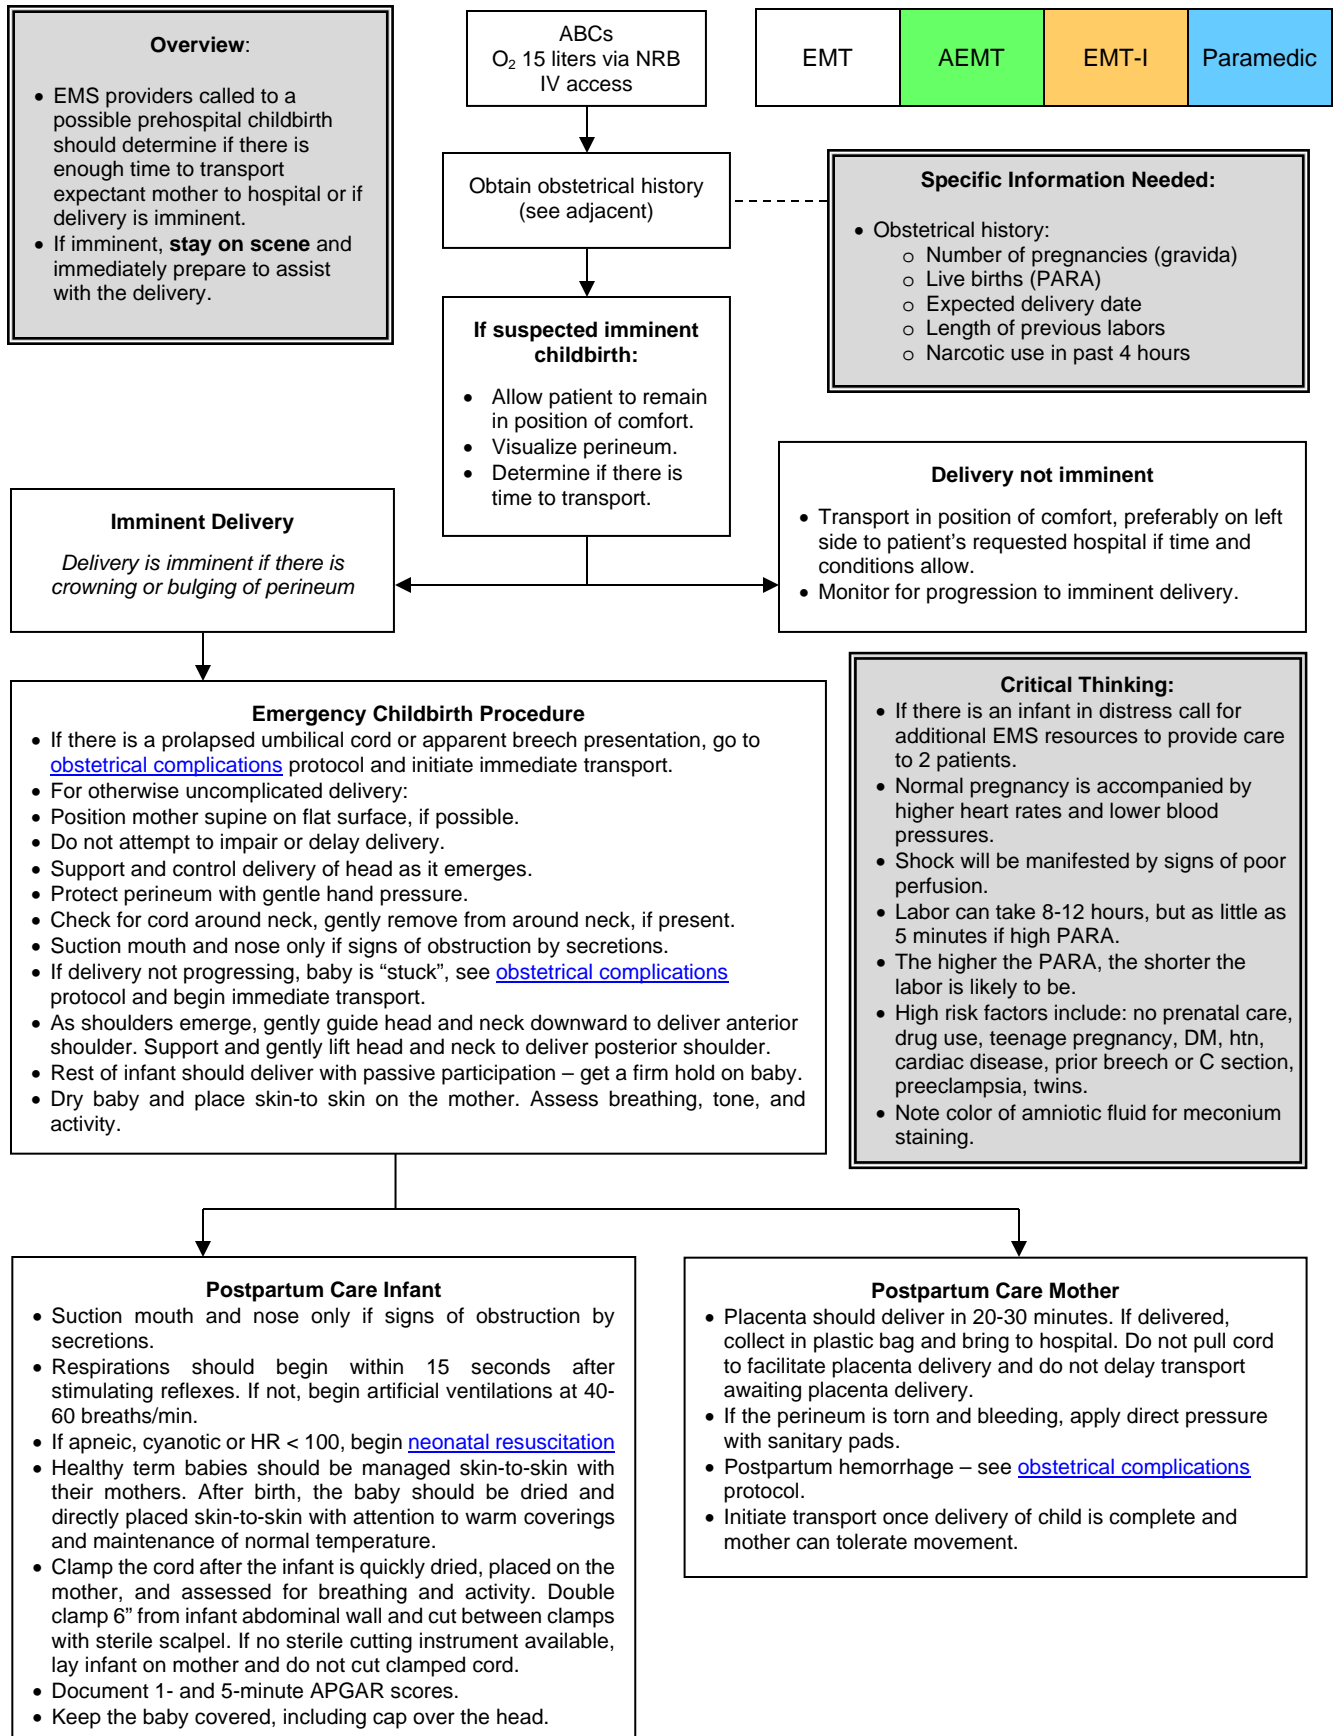 Overview:
• EMS providers called to a
possible prehospital childbirth
should determine if there is
enough time to transport
expectant mother to hospital or if
delivery is imminent.
• If imminent, stay on scene and
immediately prepare to assist
with the delivery.
ABCs
O₂ 15 liters via NRB
IV access
EMT
AEMT
EMT-I
Paramedic
Obtain obstetrical history
(see adjacent)
Specific Information Needed:
• Obstetrical history:
o Number of pregnancies (gravida)
o Live births (PARA)
o Expected delivery date
o Length of previous labors
o Narcotic use in past 4 hours
If suspected imminent
childbirth:
• Allow patient to remain
in position of comfort.
• Visualize perineum.
• Determine if there is
time to transport.
Imminent Delivery
Delivery is imminent if there is
crowning or bulging of perineum
Delivery not imminent
• Transport in position of comfort, preferably on left
side to patient’s requested hospital if time and
conditions allow.
• Monitor for progression to imminent delivery.
Emergency Childbirth Procedure
• If there is a prolapsed umbilical cord or apparent breech presentation, go to
obstetrical complications protocol and initiate immediate transport.
• For otherwise uncomplicated delivery:
• Position mother supine on flat surface, if possible.
• Do not attempt to impair or delay delivery.
• Support and control delivery of head as it emerges.
• Protect perineum with gentle hand pressure.
• Check for cord around neck, gently remove from around neck, if present.
• Suction mouth and nose only if signs of obstruction by secretions.
• If delivery not progressing, baby is “stuck”, see obstetrical complications
protocol and begin immediate transport.
• As shoulders emerge, gently guide head and neck downward to deliver anterior
shoulder. Support and gently lift head and neck to deliver posterior shoulder.
• Rest of infant should deliver with passive participation – get a firm hold on baby.
• Dry baby and place skin-to skin on the mother. Assess breathing, tone, and
activity.
Critical Thinking:
• If there is an infant in distress call for
additional EMS resources to provide care
to 2 patients.
• Normal pregnancy is accompanied by
higher heart rates and lower blood
pressures.
• Shock will be manifested by signs of poor
perfusion.
• Labor can take 8-12 hours, but as little as
5 minutes if high PARA.
• The higher the PARA, the shorter the
labor is likely to be.
• High risk factors include: no prenatal care,
drug use, teenage pregnancy, DM, htn,
cardiac disease, prior breech or C section,
preeclampsia, twins.
• Note color of amniotic fluid for meconium
staining.
Postpartum Care Infant
• Suction mouth and nose only if signs of obstruction by
secretions.
• Respirations should begin within 15 seconds after
stimulating reflexes. If not, begin artificial ventilations at 40-
60 breaths/min.
• If apneic, cyanotic or HR < 100, begin neonatal resuscitation
• Healthy term babies should be managed skin-to-skin with
their mothers. After birth, the baby should be dried and
directly placed skin-to-skin with attention to warm coverings
and maintenance of normal temperature.
• Clamp the cord after the infant is quickly dried, placed on the
mother, and assessed for breathing and activity. Double
clamp 6” from infant abdominal wall and cut between clamps
with sterile scalpel. If no sterile cutting instrument available,
lay infant on mother and do not cut clamped cord.
• Document 1- and 5-minute APGAR scores.
• Keep the baby covered, including cap over the head.
Postpartum Care Mother
• Placenta should deliver in 20-30 minutes. If delivered,
collect in plastic bag and bring to hospital. Do not pull cord
to facilitate placenta delivery and do not delay transport
awaiting placenta delivery.
• If the perineum is torn and bleeding, apply direct pressure
with sanitary pads.
• Postpartum hemorrhage – see obstetrical complications
protocol.
• Initiate transport once delivery of child is complete and
mother can tolerate movement.